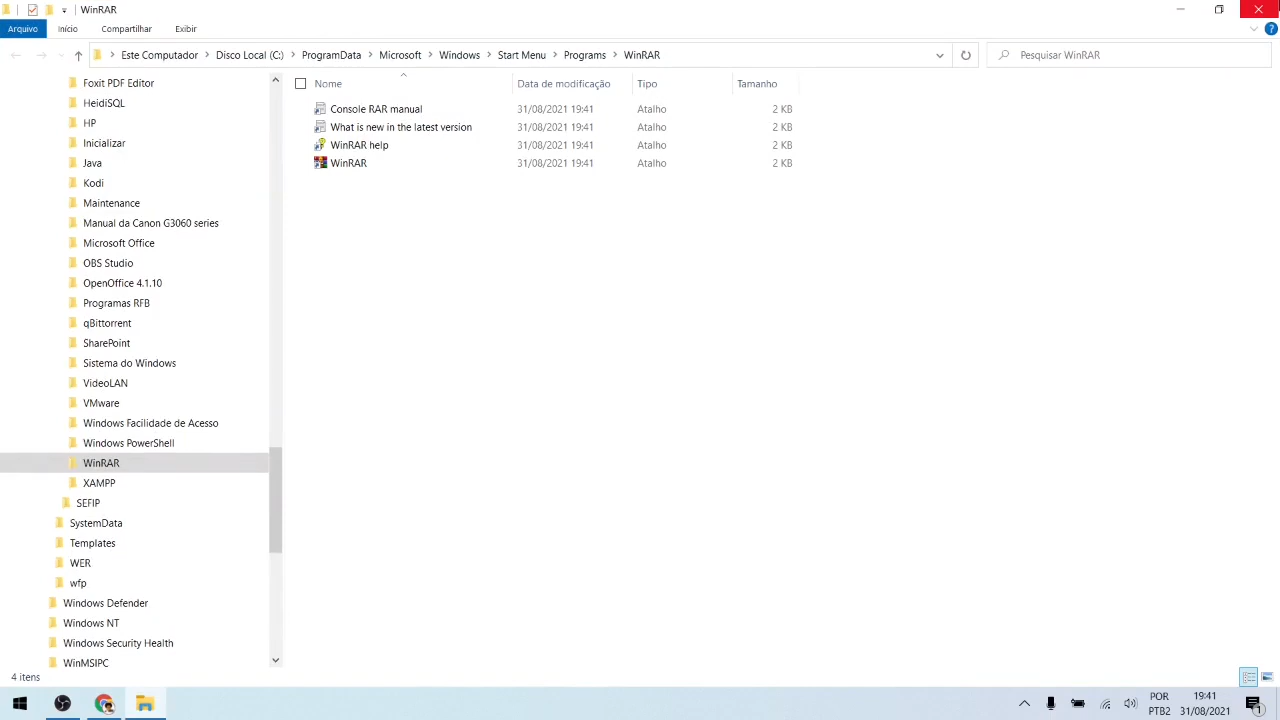 WinRAR
Arquivo Início Compartilhar Exibir
Este Computador Disco Local (C:) ProgramData Microsoft Windows Start Menu Programs WinRAR
Pesquisar WinRAR
Nome Data de modificação Tipo Tamanho
Console RAR manual 31/08/2021 19:41 Atalho 2 KB
What is new in the latest version 31/08/2021 19:41 Atalho 2 KB
WinRAR help 31/08/2021 19:41 Atalho 2 KB
WinRAR 31/08/2021 19:41 Atalho 2 KB
Foxit PDF Editor
HeidiSQL
HP
Inicializar
Java
Kodi
Maintenance
Manual da Canon G3060 series
Microsoft Office
OBS Studio
OpenOffice 4.1.10
Programas RFB
qBittorrent
SharePoint
Sistema do Windows
VideoLAN
VMware
Windows Facilidade de Acesso
Windows PowerShell
WinRAR
XAMPP
SEFIP
SystemData
Templates
WER
wfp
Windows Defender
Windows NT
Windows Security Health
WinMSIPC
4 itens
POR 19:41
PTB2 31/08/2021 1